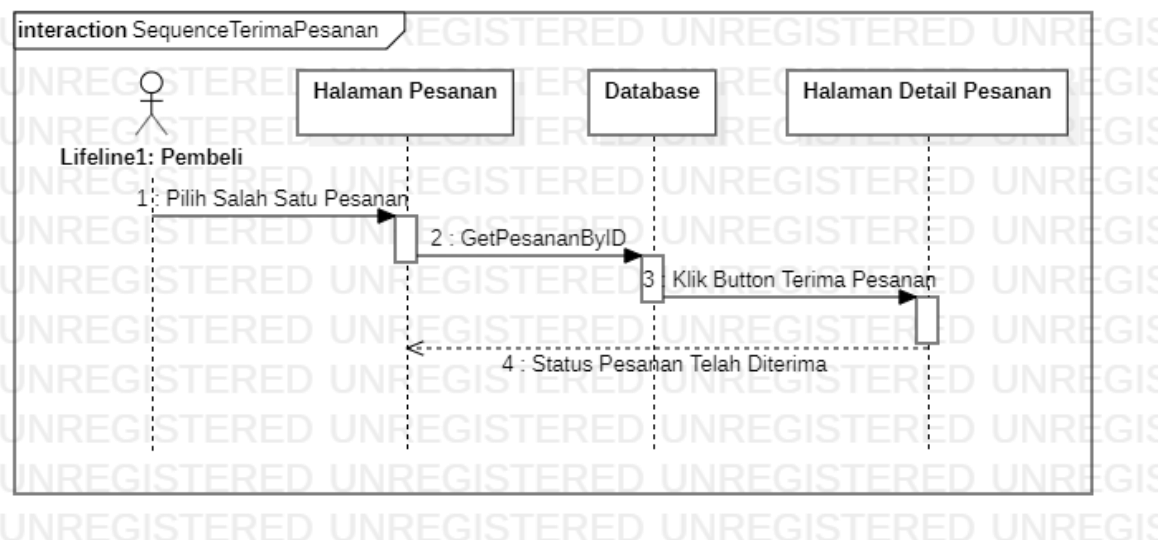 interaction SequenceTerimaPesanan
Halaman Pesanan
Database
Halaman Detail Pesanan
Lifeline1: Pembeli
1 : Pilih Salah Satu Pesanan
2 : GetPesananByID
3 : Klik Button Terima Pesanan
4 : Status Pesanan Telah Diterima
UNREGISTERED UNREGISTERED UNREGISTERED UNREGIS